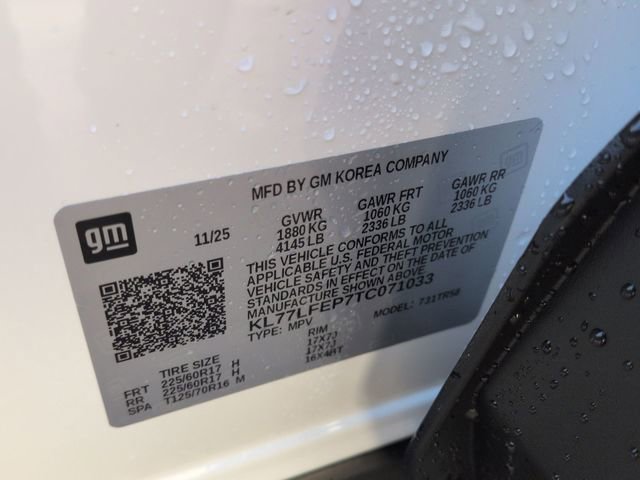 MFD BY GM KOREA COMPANY
gm
11/25
GVWR GAWR FRT GAWR RR
1880 KG 1060 KG 1060 KG
4145 LB 2336 LB 2336 LB
THIS VEHICLE CONFORMS TO ALL
APPLICABLE U.S. FEDERAL MOTOR
VEHICLE SAFETY AND THEFT PREVENTION
STANDARDS IN EFFECT ON THE DATE OF
MANUFACTURE SHOWN ABOVE
KL77LFEP7TC071033
TYPE: MPV MODEL: 731TR58
TIRE SIZE RIM
FRT 225/60R17 H 17X7J
RR 225/60R17 H 17X7J
SPA T125/70R16 M 16X4BT